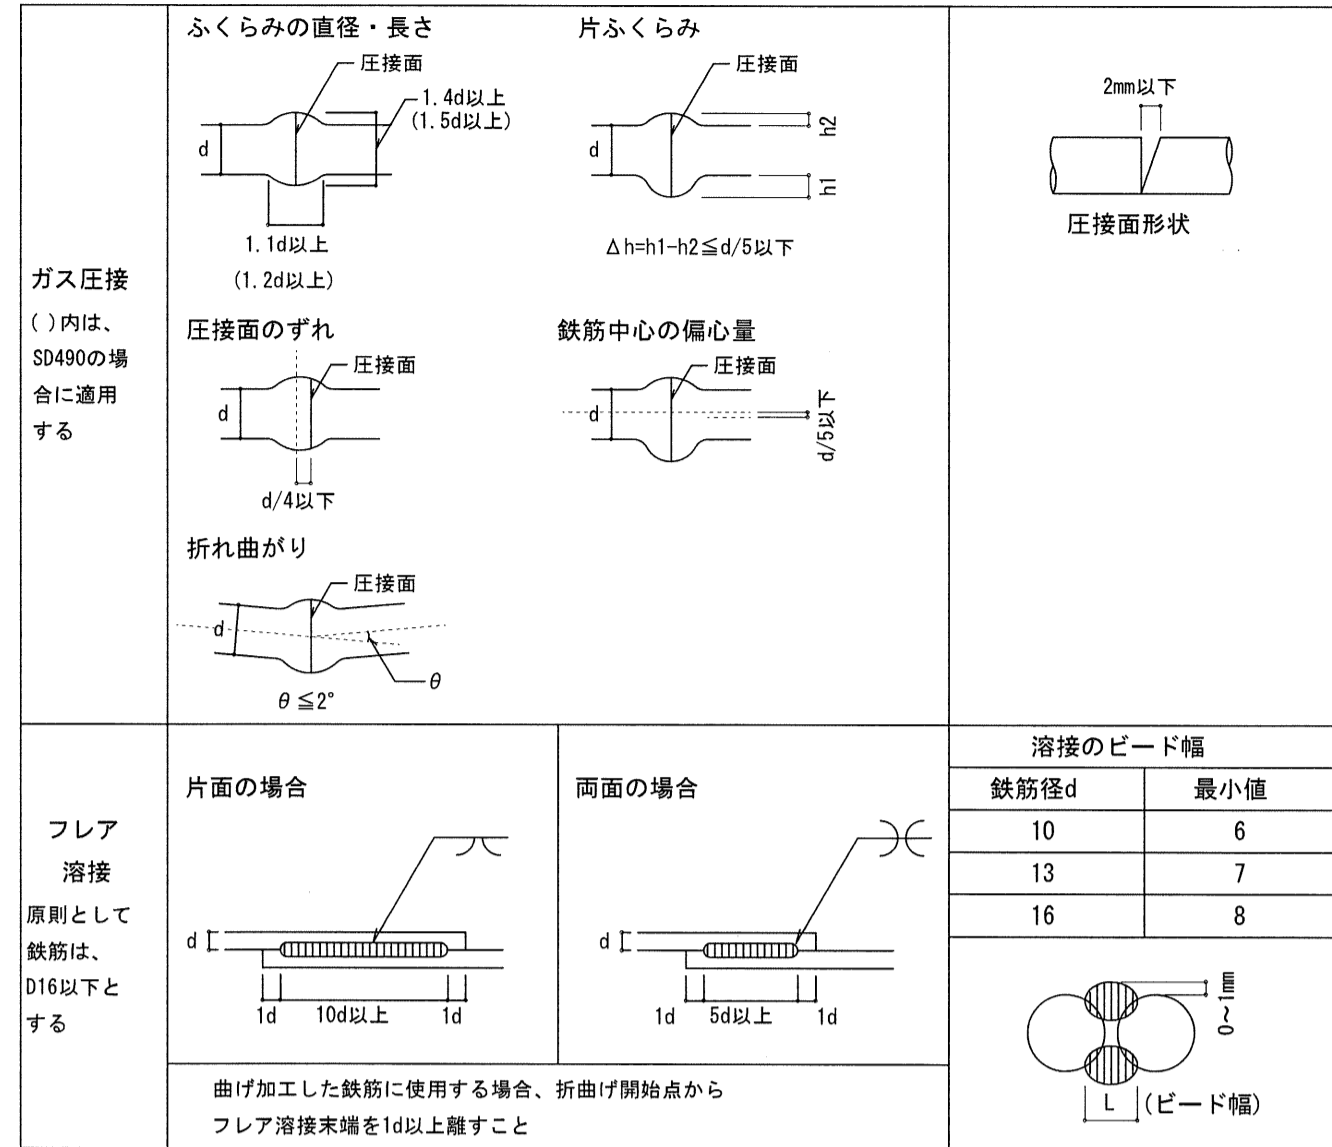 ガス圧接
( )内は、
SD490の場
合に適用
する
ふくらみの直径・長さ
圧接面
1.4d以上
(1.5d以上)
d
1.1d以上
(1.2d以上)
片ふくらみ
圧接面
d
h2
h1
Δh=h1-h2≦d/5以下
2mm以下
圧接面形状
圧接面のずれ
圧接面
d
d/4以下
鉄筋中心の偏心量
圧接面
d
d/5以下
折れ曲がり
圧接面
d
θ
θ≦2°
フレア
溶接
原則として
鉄筋は、
D16以下と
する
片面の場合
d
1d 10d以上 1d
両面の場合
d
1d 5d以上 1d
曲げ加工した鉄筋に使用する場合、折曲げ開始点から
フレア溶接末端を1d以上離すこと
溶接のビード幅
鉄筋径d 最小値
10 6
13 7
16 8
0～1mm
L (ビード幅)